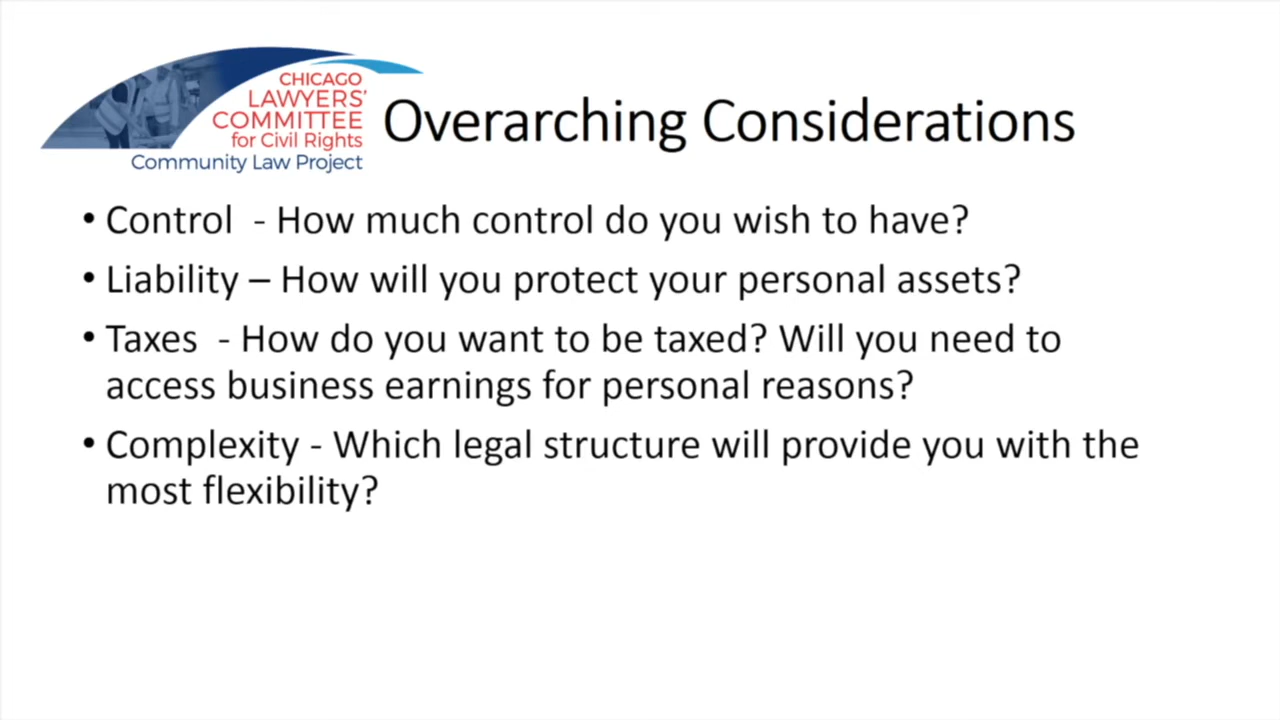 CHICAGO
LAWYERS'
COMMITTEE
for Civil Rights
Community Law Project
Overarching Considerations
• Control  - How much control do you wish to have?
• Liability – How will you protect your personal assets?
• Taxes  - How do you want to be taxed? Will you need to
access business earnings for personal reasons?
• Complexity - Which legal structure will provide you with the
most flexibility?